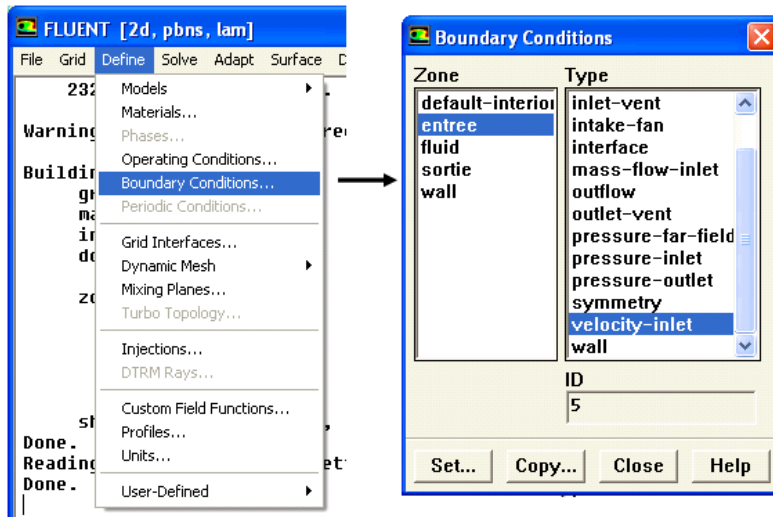 FLUENT [2d, pbns, lam]
File Grid Define Solve Adapt Surface D
232
Models
Materials...
Warning
Phases...
Operating Conditions...
Boundary Conditions...
Periodic Conditions...
Grid Interfaces...
Dynamic Mesh
Mixing Planes...
Turbo Topology...
Injections...
DTRM Rays...
Custom Field Functions...
Profiles...
Units...
User-Defined
Done.
Done.
Boundary Conditions
Zone
default-interior
entree
fluid
sortie
wall
Type
inlet-vent
intake-fan
interface
mass-flow-inlet
outflow
outlet-vent
pressure-far-field
pressure-inlet
pressure-outlet
symmetry
velocity-inlet
wall
ID
5
Set... Copy... Close Help